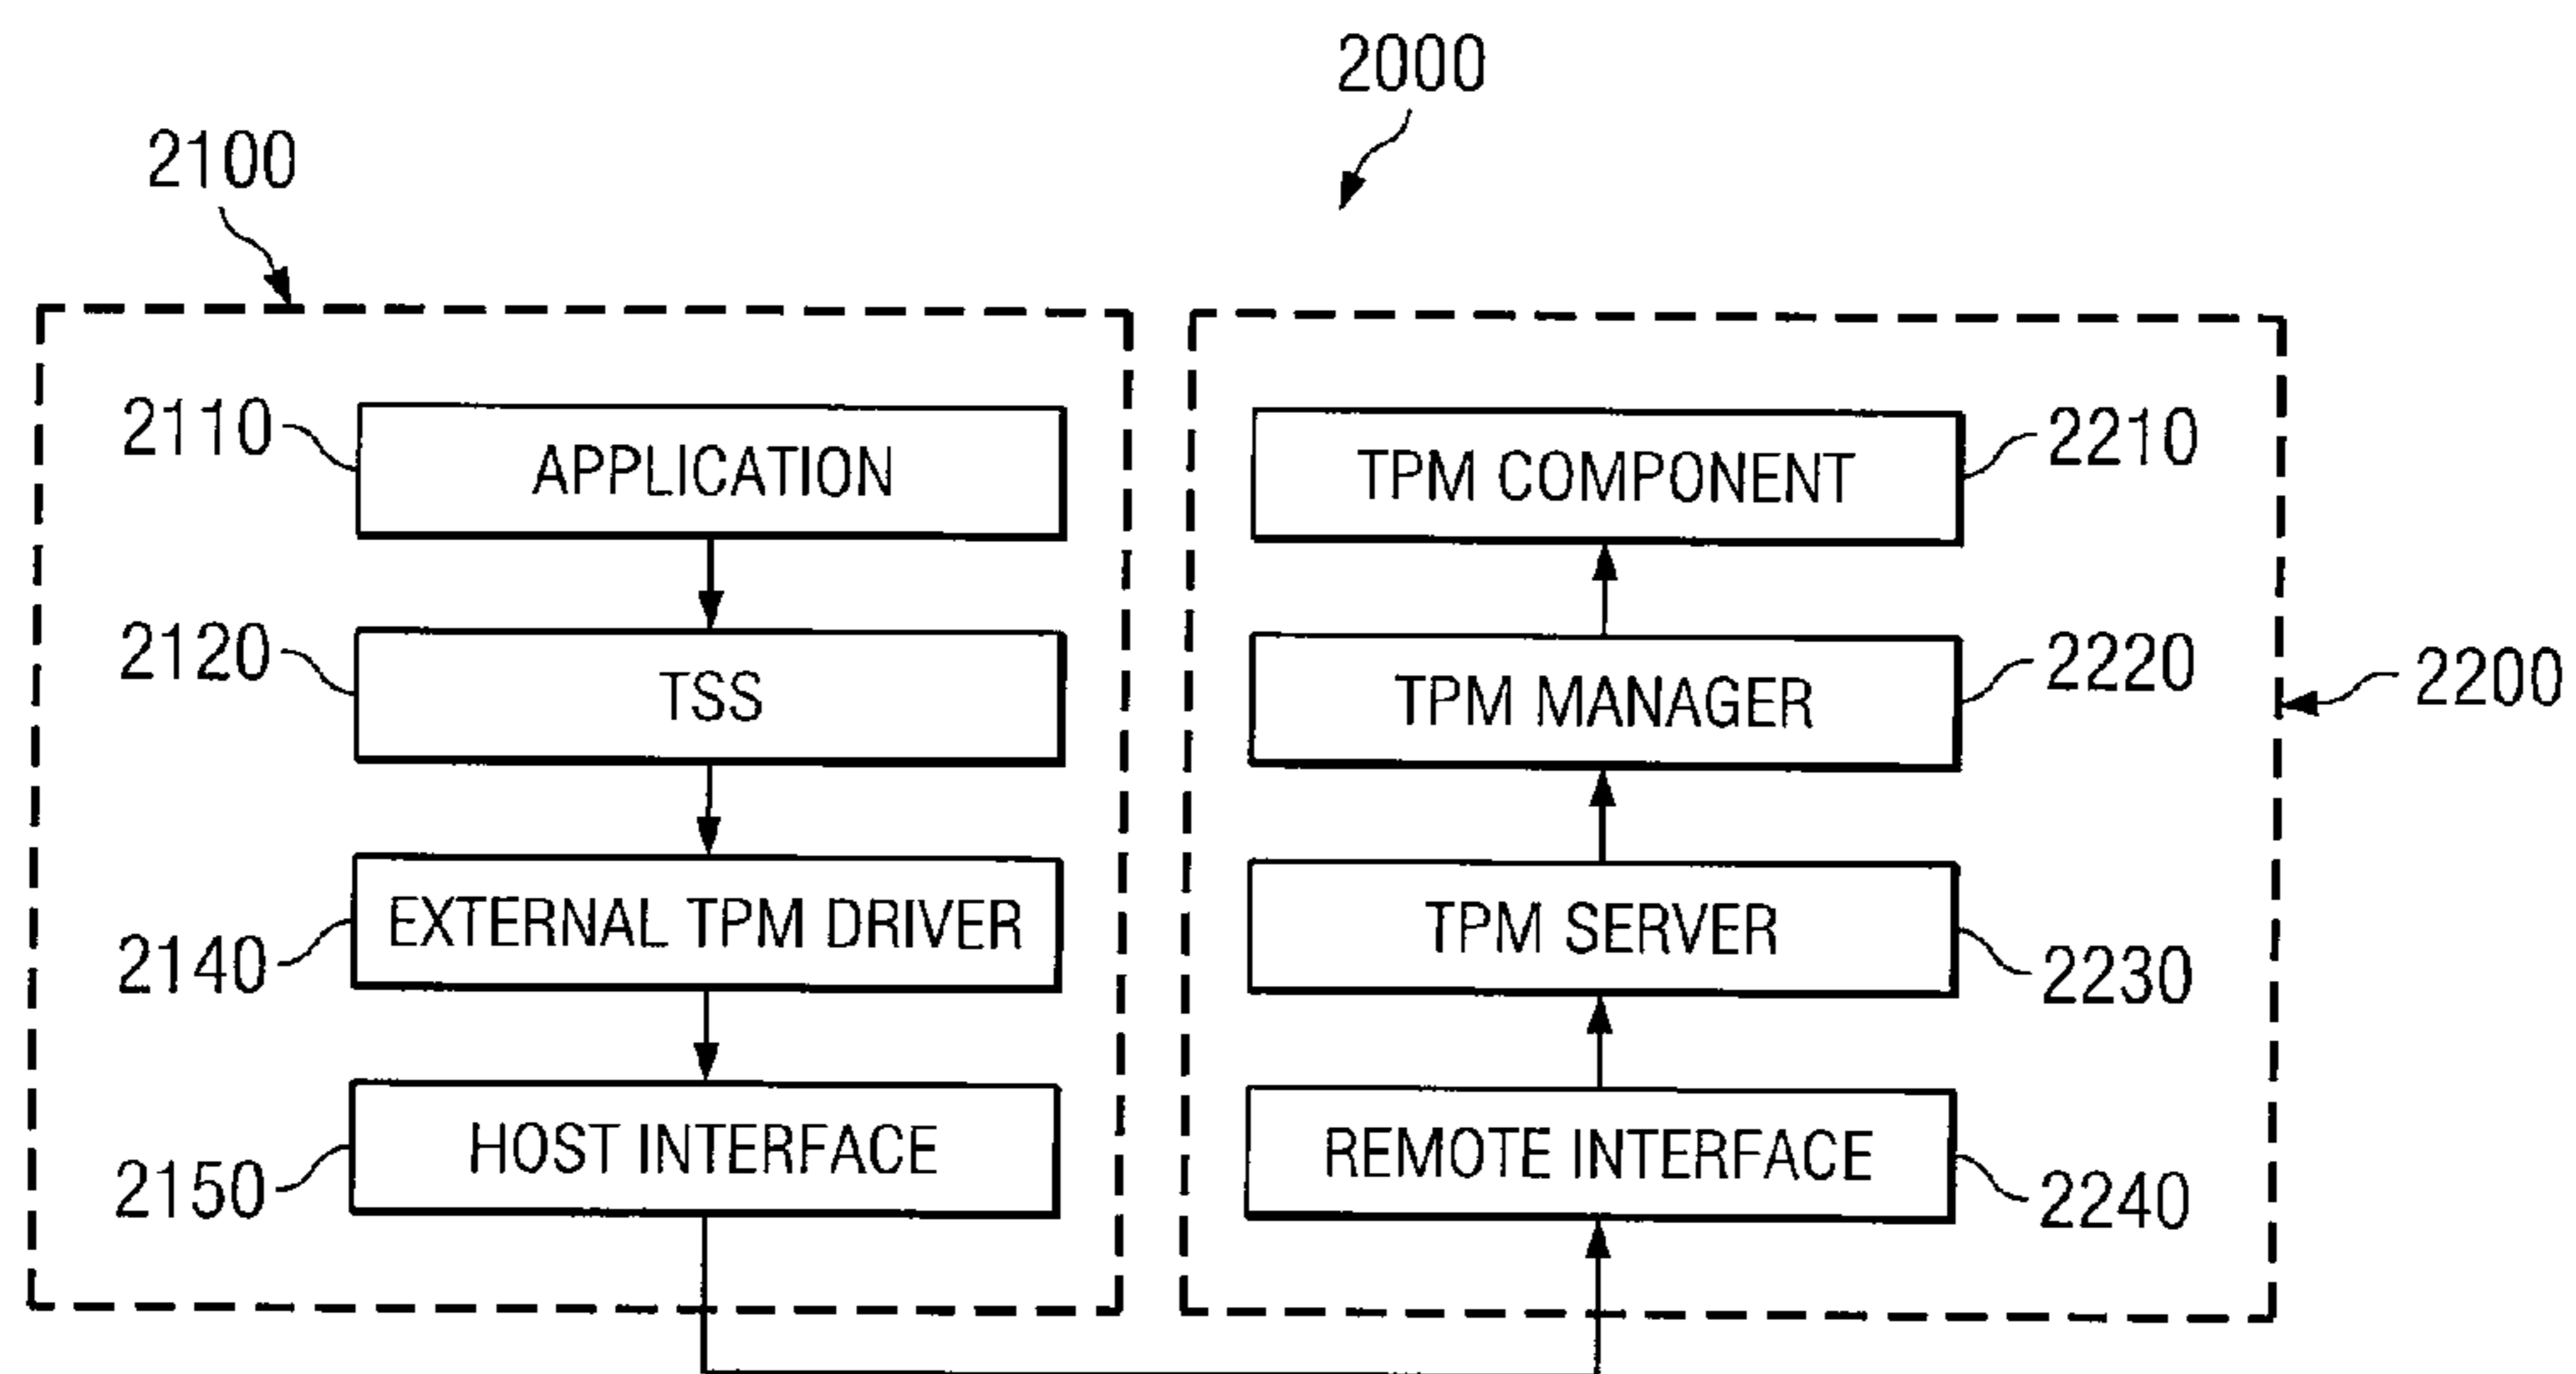 2000
2100
2110
APPLICATION
TPM COMPONENT
2210
2120
TSS
TPM MANAGER
2220
2200
2140
EXTERNAL TPM DRIVER
TPM SERVER
2230
2150
HOST INTERFACE
REMOTE INTERFACE
2240